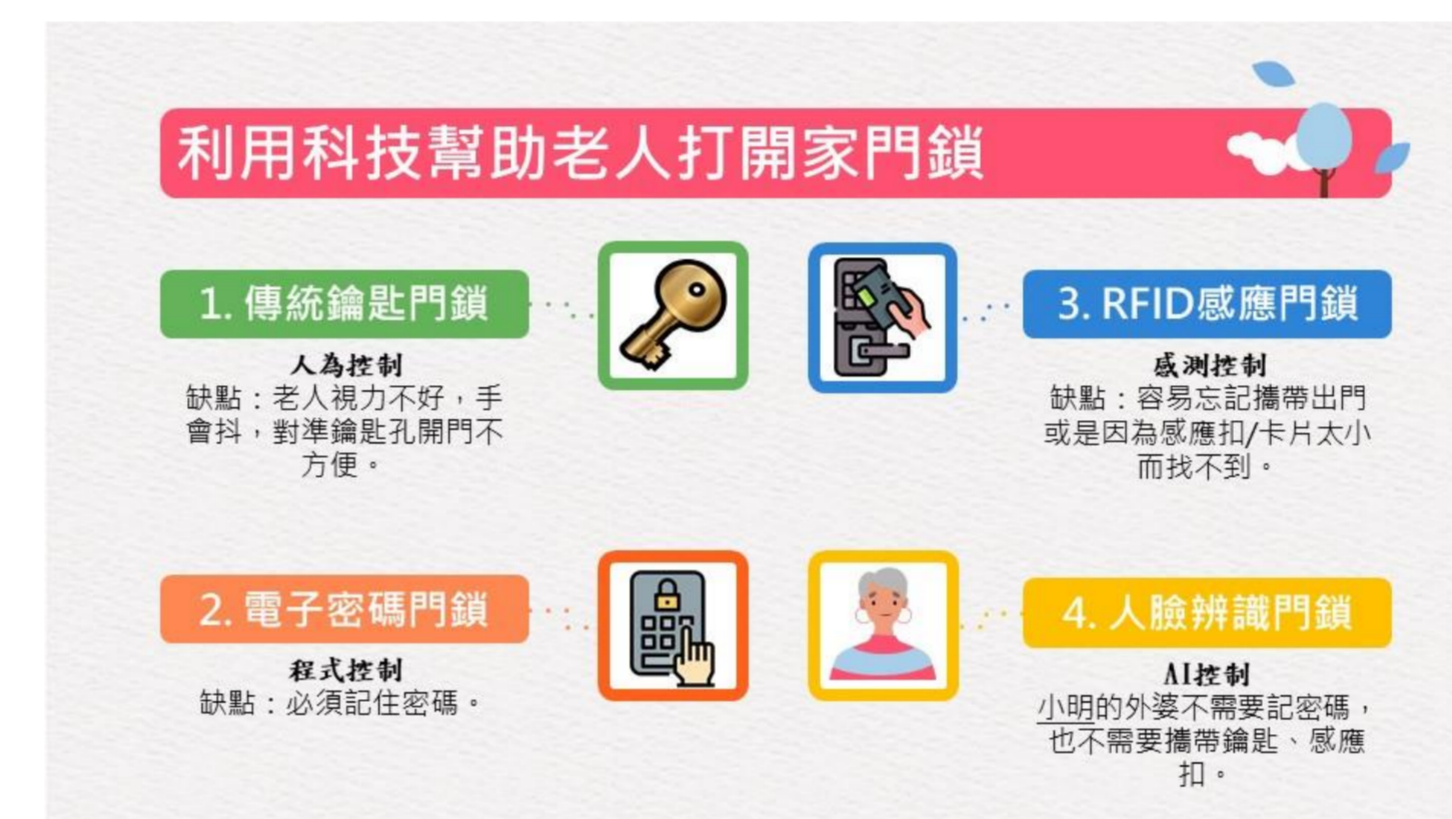 利用科技幫助老人打開家門鎖
1. 傳統鑰匙門鎖
人為控制
缺點：老人視力不好，手
會抖，對準鑰匙孔開門不
方便。
2. 電子密碼門鎖
程式控制
缺點：必須記住密碼。
3. RFID感應門鎖
感測控制
缺點：容易忘記攜帶出門
或是因為感應扣/卡片太小
而找不到。
4. 人臉辨識門鎖
AI控制
小明的外婆不需要記密碼，
也不需要攜帶鑰匙、感應
扣。